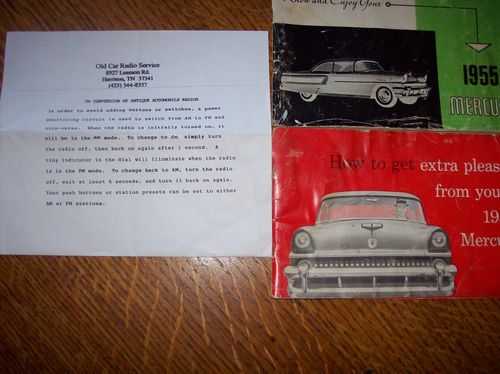 Old Car Radio Service
8927 Lennson Rd.
Harrison, TN 37341
(423) 344-8357
FM CONVERSION OF ANTIQUE AUTOMOBILE RADIOS
In order to avoid adding buttons or switches, a power
monitoring circuit is used to switch from AM to FM and
vice-versa. When the radio is initially turned on, it
will be in the AM mode. To change to FM simply turn
the radio off, then back on again after 1 second. A
tiny indicator in the dial will illuminate when the radio
is in the FM mode. To change back to AM, turn the radio
off, wait at least 6 seconds, and turn it back on again.
Your push buttons or station presets can be set to either
AM or FM stations.
Know and Enjoy Your
1955
MERCU
How to get extra pleas
from you
19
Mercu